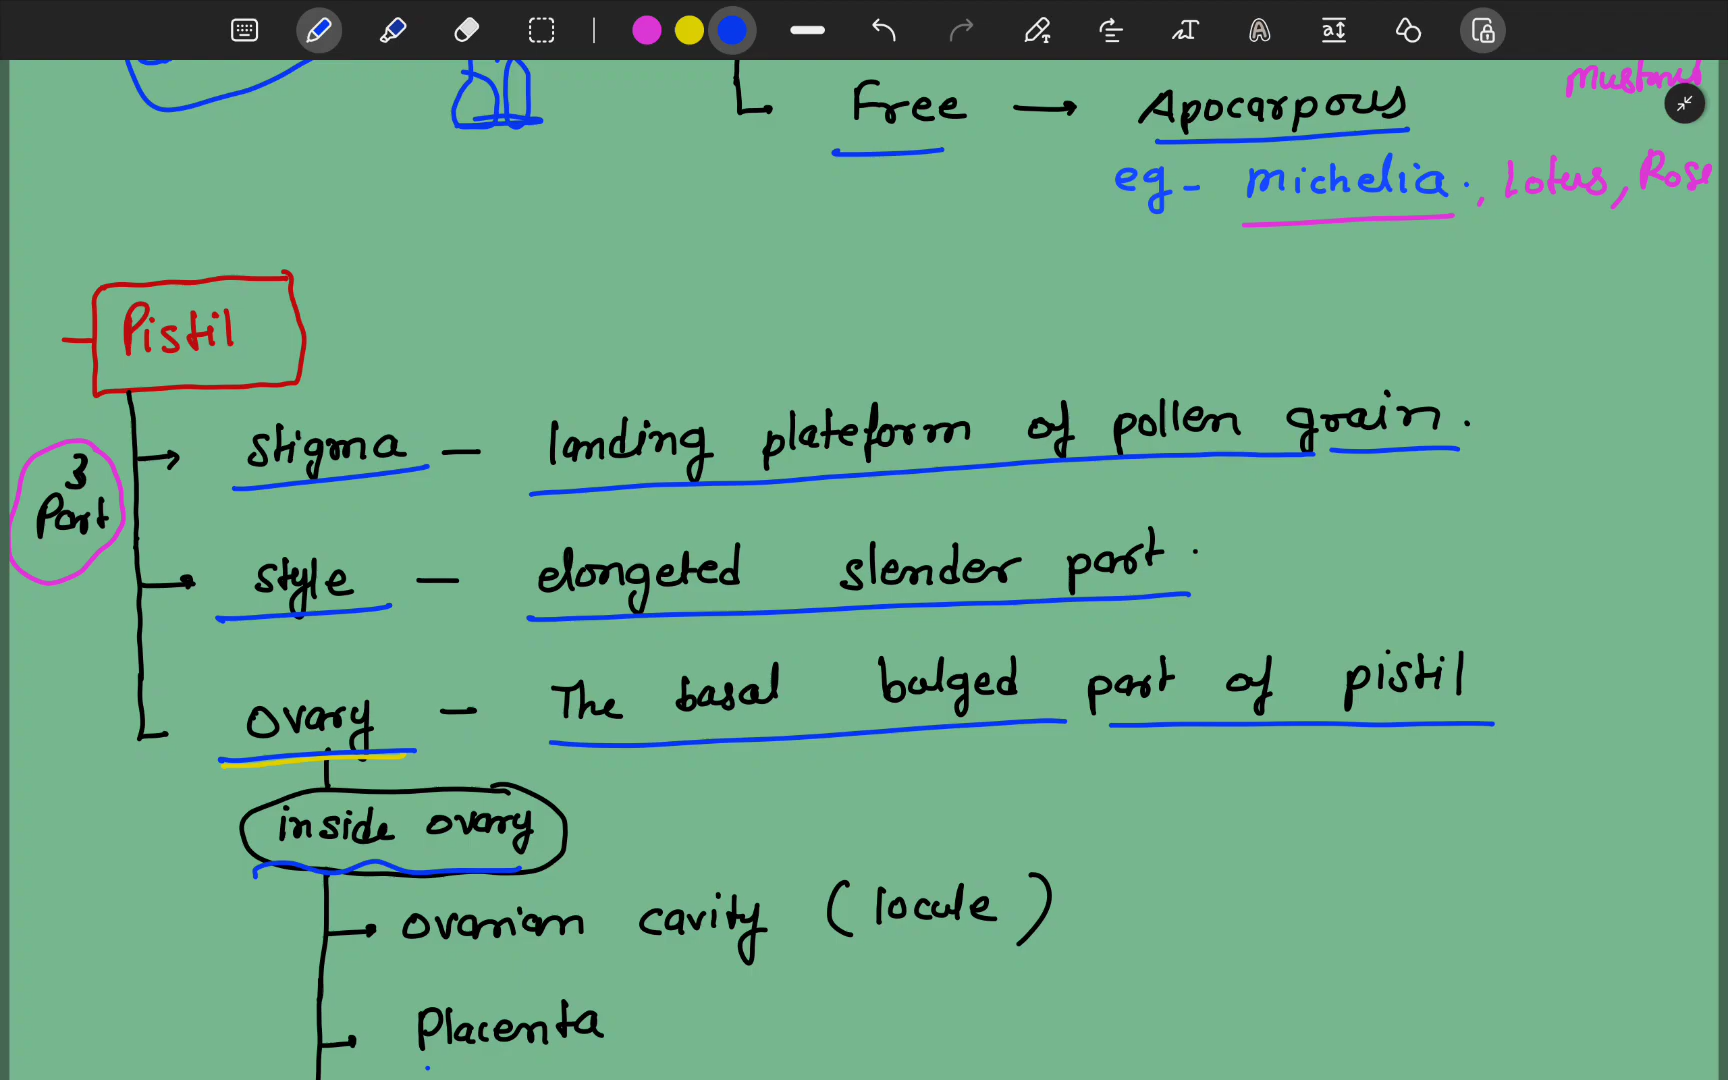 Free → Apocarpous
eg- michelia. , Lotus, Rose
Pistil
3 Part
stigma - landing plateform of pollen grain.
style - elongeted slender part.
ovary - The basal bulged part of pistil
inside ovary
ovarian cavity (locule)
Placenta